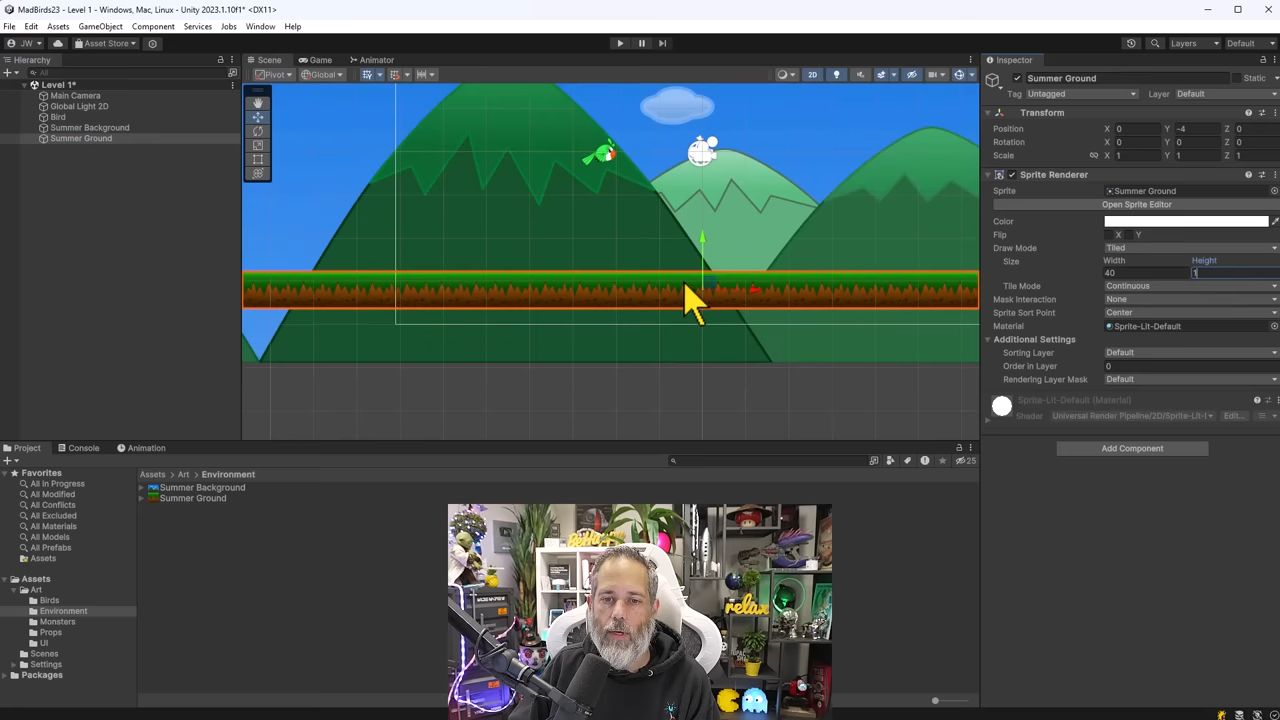 MadBirds23 - Level 1 - Windows, Mac, Linux - Unity 2023.1.10f1* <DX11>
File Edit Assets GameObject Component Services Jobs Window Help
JW Asset Store Layers Default
Hierarchy
All
Level 1*
Main Camera
Global Light 2D
Bird
Summer Background
Summer Ground
Scene Game Animator
Pivot Global 2D
Inspector
Summer Ground Static
Tag Untagged Layer Default
Transform
Position X 0 Y -4 Z 0
Rotation X 0 Y 0 Z 0
Scale X 1 Y 1 Z 1
Sprite Renderer
Sprite Summer Ground
Open Sprite Editor
Color
Flip X Y
Draw Mode Tiled
Size Width Height
40 1
Tile Mode Continuous
Mask Interaction None
Sprite Sort Point Center
Material Sprite-Lit-Default
Additional Settings
Sorting Layer Default
Order in Layer 0
Rendering Layer Mask Default
Sprite-Lit-Default (Material)
Shader Universal Render Pipeline/2D/Sprite-Lit-I Edit...
Add Component
Project Console Animation
25
Favorites
All In Progress
All Modified
All Conflicts
All Excluded
All Materials
All Models
All Prefabs
Assets
Assets
Art
Birds
Environment
Monsters
Props
UI
Scenes
Settings
Packages
Assets > Art > Environment
Summer Background
Summer Ground
relax